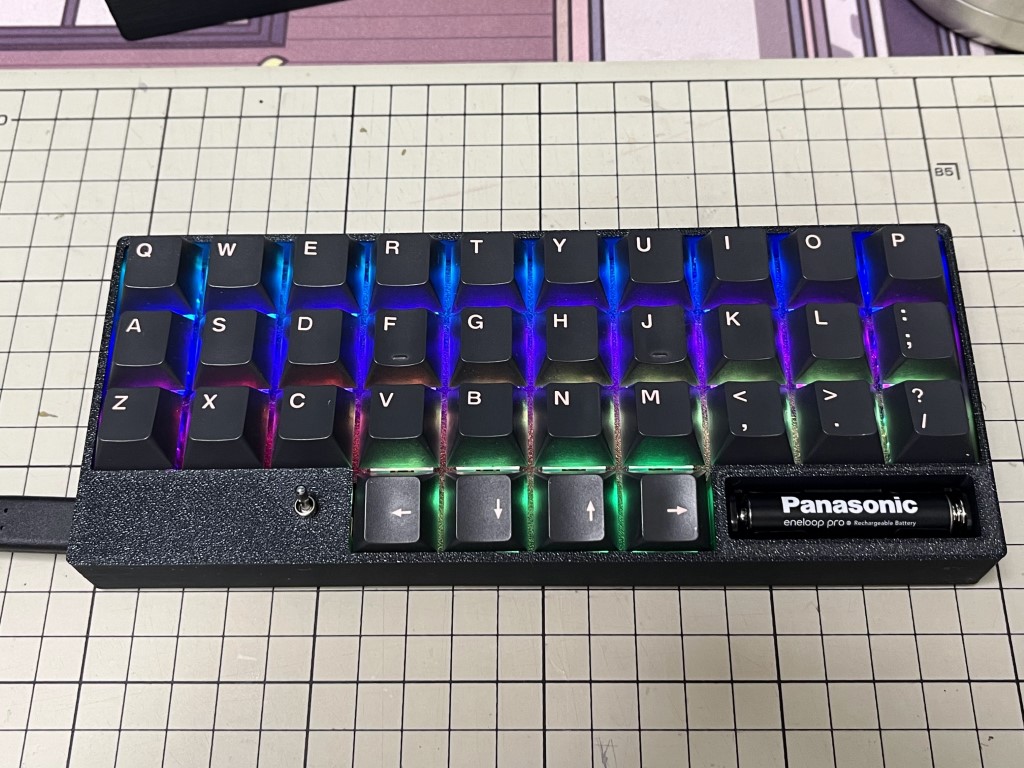 B5
Q W E R T Y U I O P
A S D F G H J K L : ;
Z X C V B N M < , > . ? /
← ↓ ↑ →
Panasonic
eneloop pro Rechargeable Battery